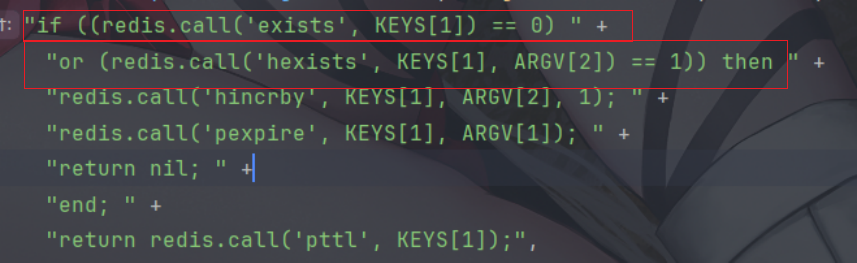 t: "if ((redis.call('exists', KEYS[1]) == 0) " +
"or (redis.call('hexists', KEYS[1], ARGV[2]) == 1)) then " +
"redis.call('hincrby', KEYS[1], ARGV[2], 1); " +
"redis.call('pexpire', KEYS[1], ARGV[1]); " +
"return nil; " +
"end; " +
"return redis.call('pttl', KEYS[1]);",